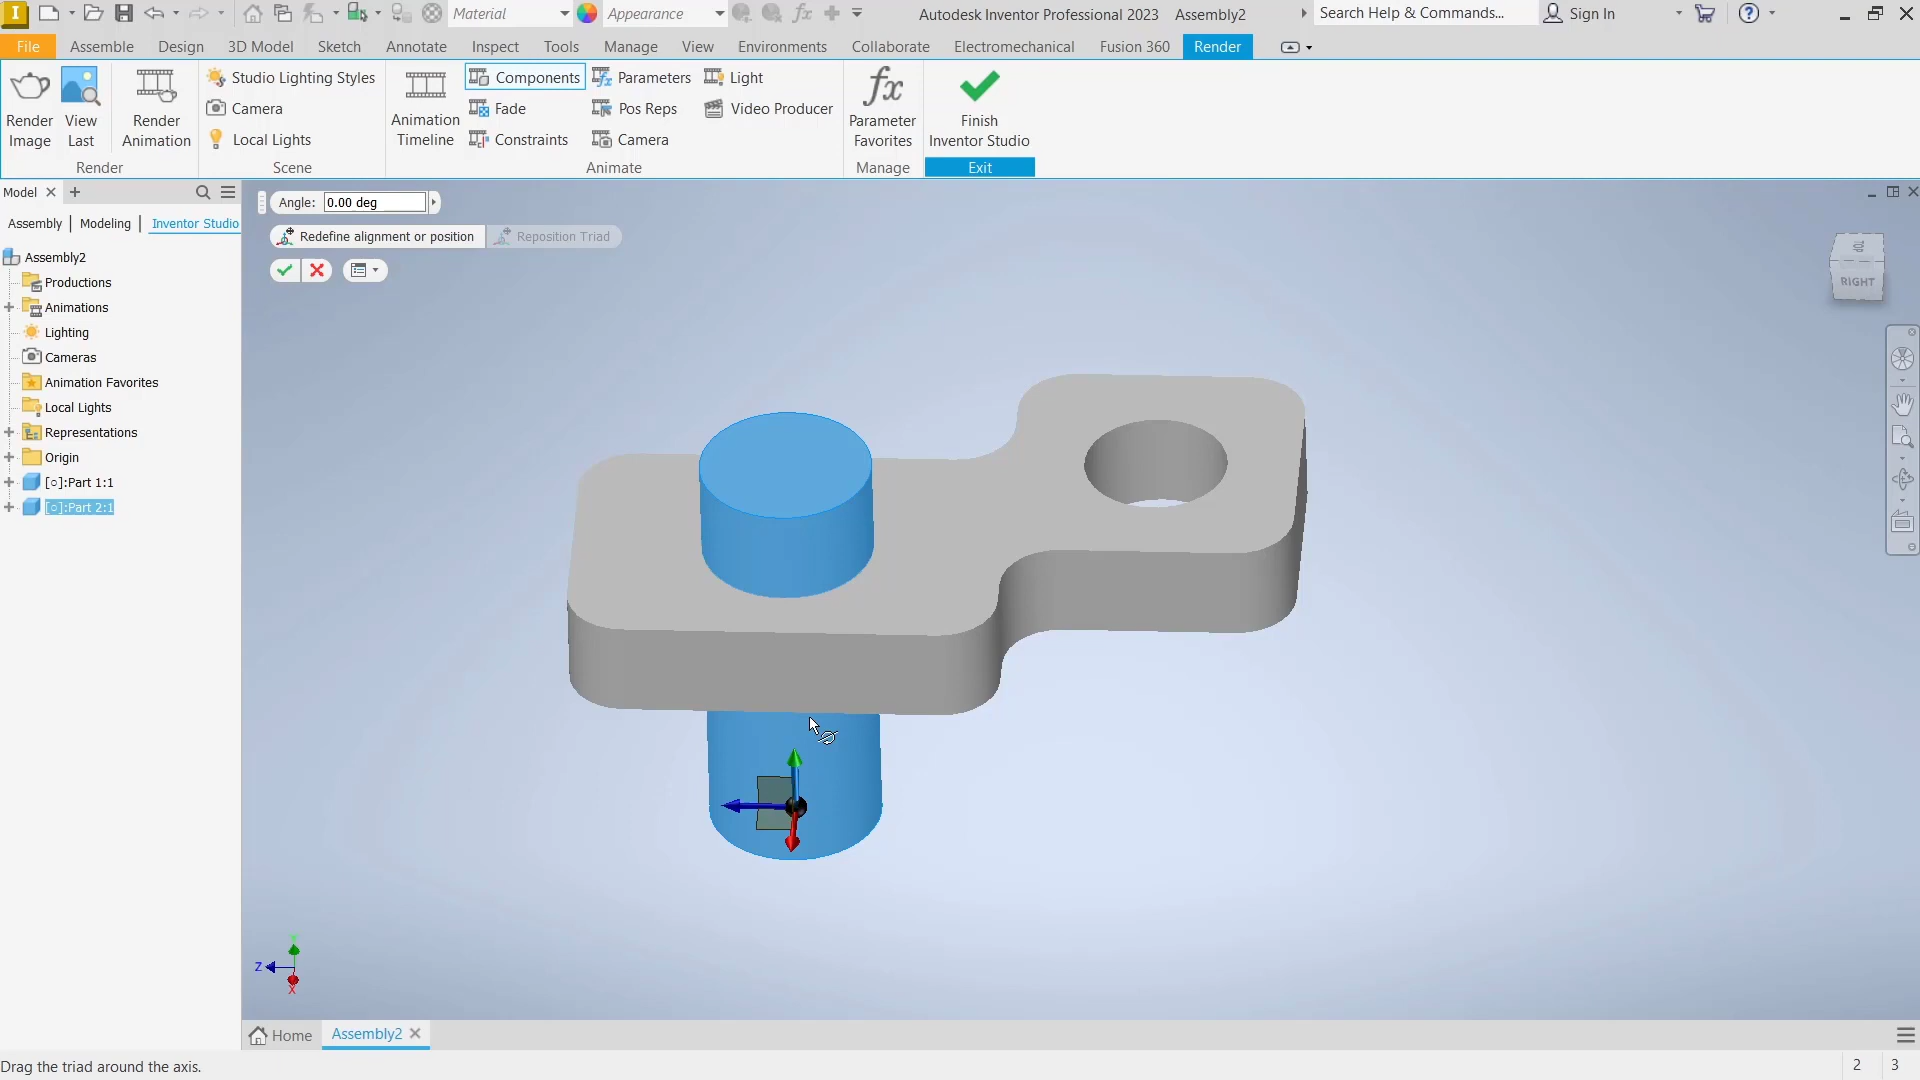 I Material Appearance fx Autodesk Inventor Professional 2023 Assembly2 Search Help & Commands... Sign In ?
File Assemble Design 3D Model Sketch Annotate Inspect Tools Manage View Environments Collaborate Electromechanical Fusion 360 Render
Render Image
View Last
Render Animation
Studio Lighting Styles
Camera
Local Lights
Animation Timeline
Components
Fade
Constraints
fx Parameters
Pos Reps
Camera
Light
Video Producer
fx
Parameter Favorites
Finish Inventor Studio
Render Scene Animate Manage Exit
Model
Assembly Modeling Inventor Studio
Assembly2
Productions
Animations
Lighting
Cameras
Animation Favorites
Local Lights
Representations
Origin
[○]:Part 1:1
[○]:Part 2:1
Angle: 0.00 deg
Redefine alignment or position Reposition Triad
TOP
RIGHT
Z
X
Home Assembly2
Drag the triad around the axis. 2 3